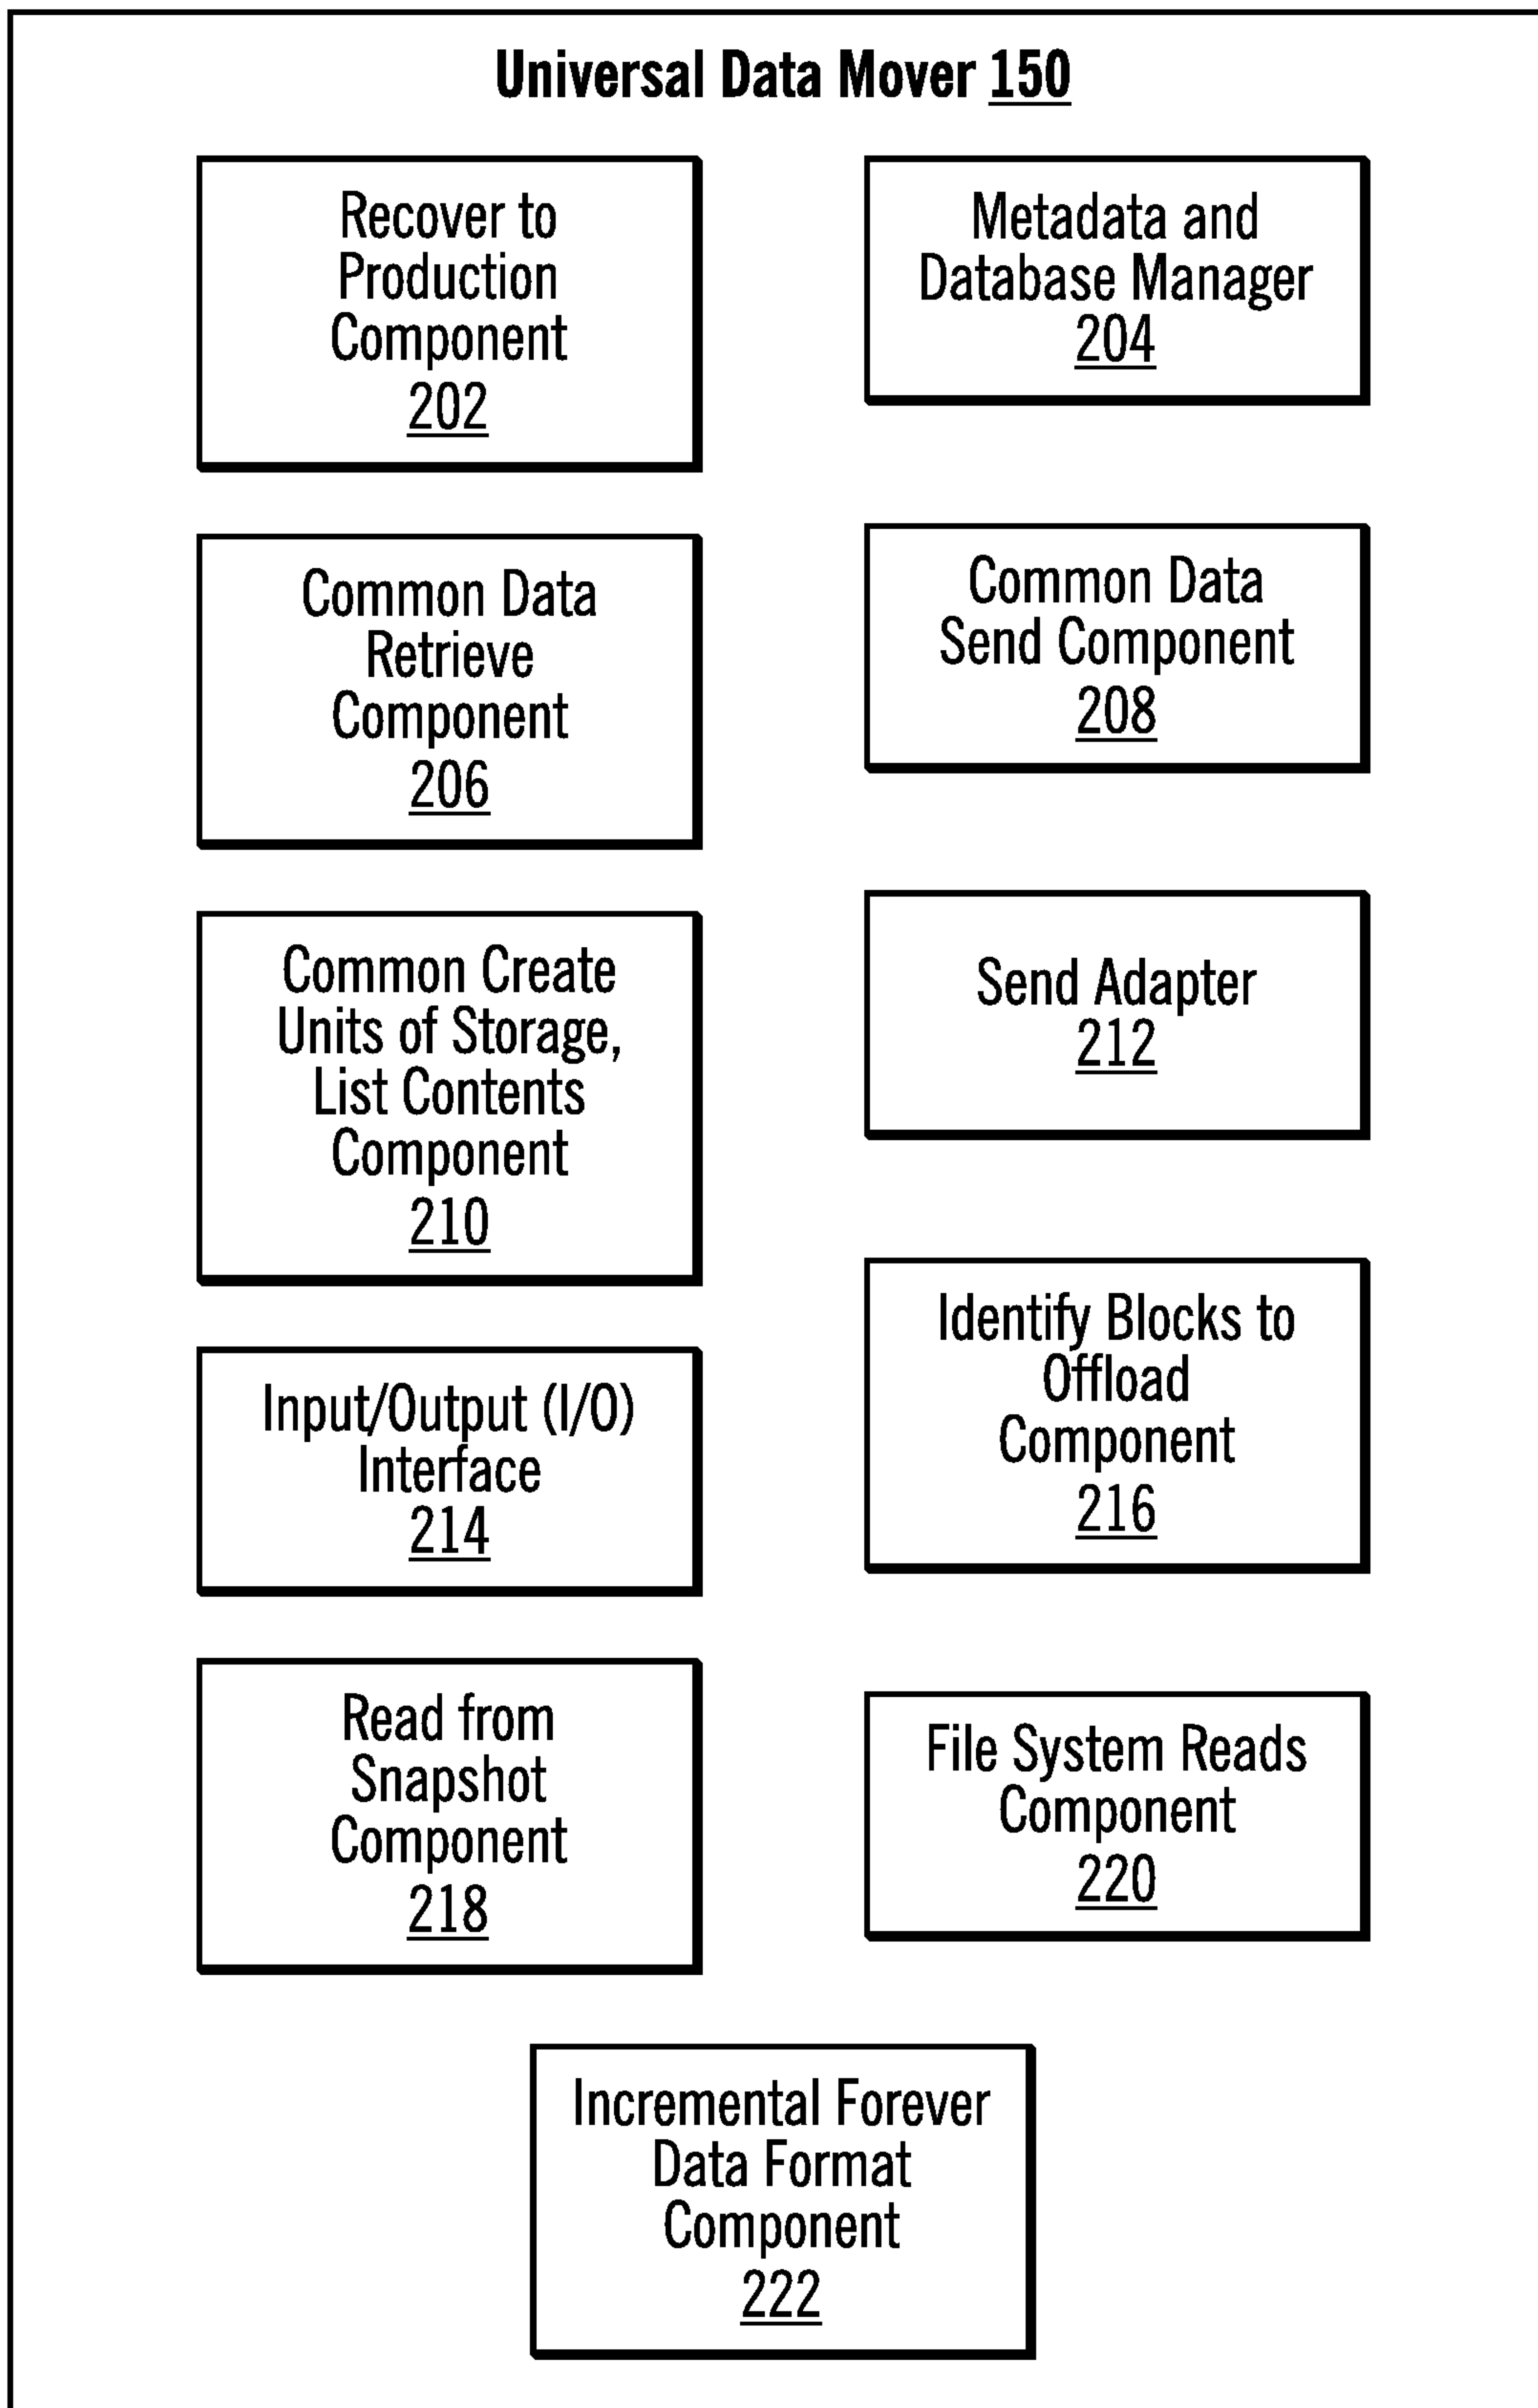 Universal Data Mover 150
Recover to
Production
Component
202
Metadata and
Database Manager
204
Common Data
Retrieve
Component
206
Common Data
Send Component
208
Common Create
Units of Storage,
List Contents
Component
210
Send Adapter
212
Input/Output (I/O)
Interface
214
Identify Blocks to
Offload
Component
216
Read from
Snapshot
Component
218
File System Reads
Component
220
Incremental Forever
Data Format
Component
222